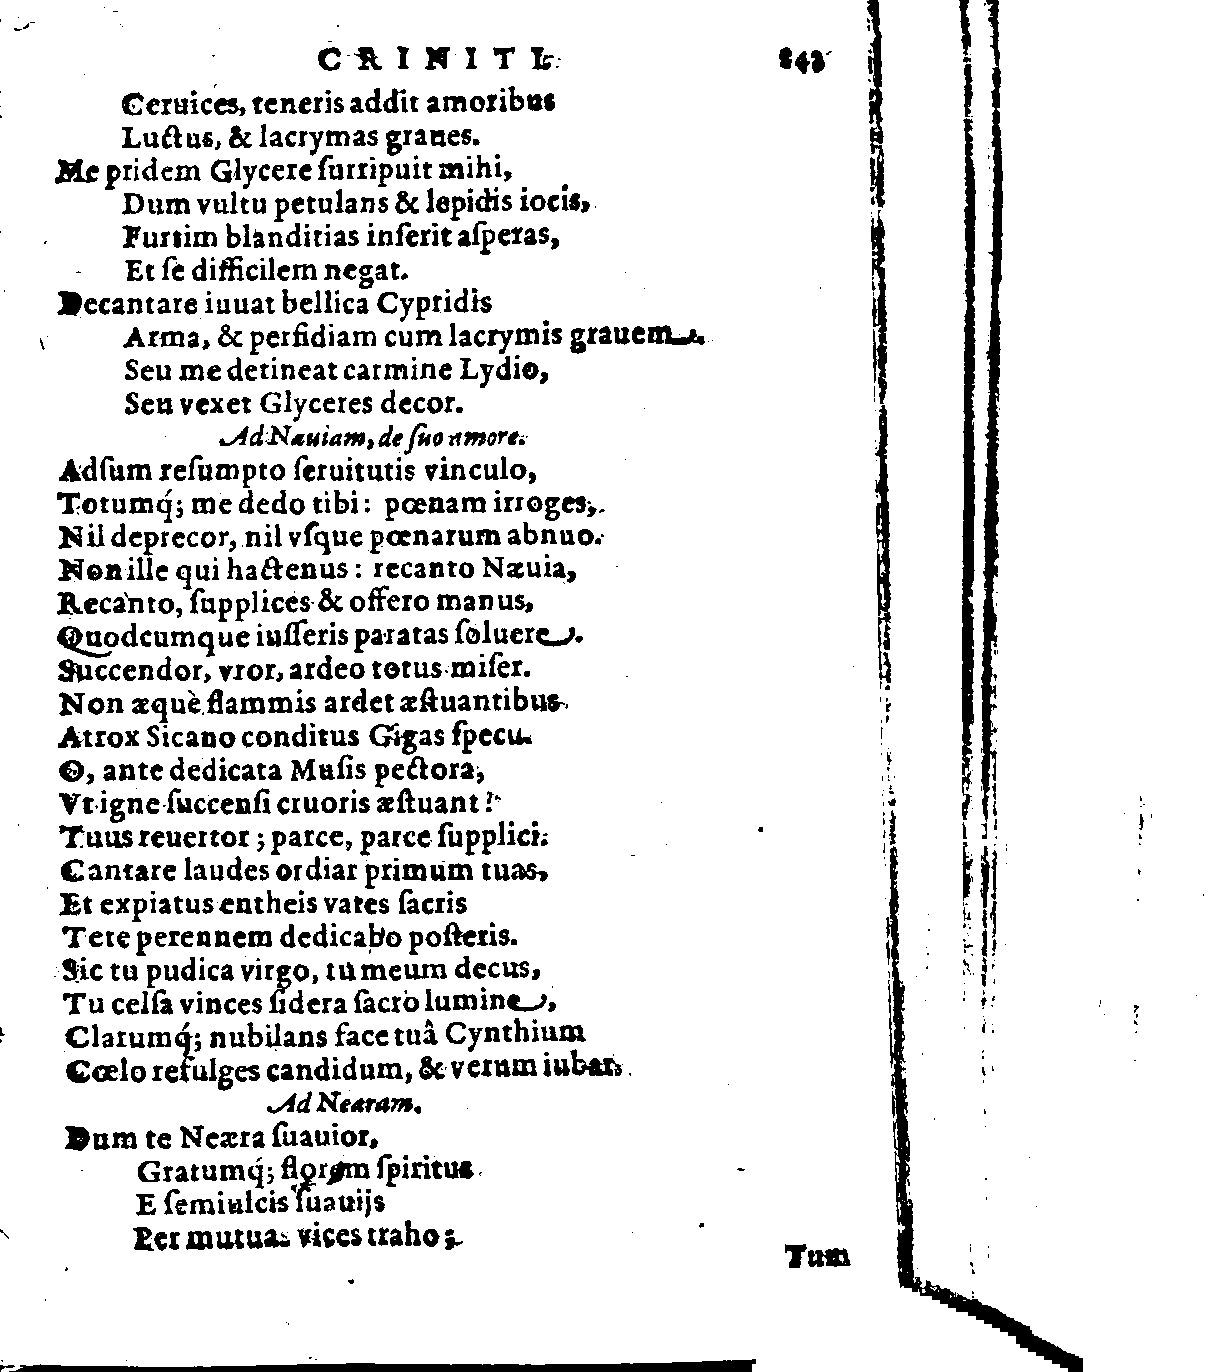 CRINITI.
843
Ceruices, teneris addit amoribus
Luctus, & lacrymas graues.
Me pridem Glycere ſurripuit mihi,
Dum vultu petulans & lepidis iocis,
Furtim blanditias inſerit aſperas,
Et ſe difficilem negat.
Decantare iuuat bellica Cypridis
Arma, & perfidiam cum lacrymis grauem.
Seu me detineat carmine Lydio,
Seu vexet Glyceres decor.
Ad Næuiam, de ſuo amore.
Adſum reſumpto ſeruitutis vinculo,
Totumq́; me dedo tibi: pœnam irroges,
Nil deprecor, nil vſque pœnarum abnuo.
Non ille qui hactenus: recanto Næuia,
Recanto, ſupplices & offero manus,
Quodcumque iuſſeris paratas ſoluere.
Succendor, vror, ardeo totus miſer.
Non æquè flammis ardet æſtuantibus
Atrox Sicano conditus Gigas ſpecu.
O, ante dedicata Muſis pectora,
Vt igne ſuccenſi cruoris æſtuant?
Tuus reuertor; parce, parce ſupplici:
Cantare laudes ordiar primum tuas,
Et expiatus entheis vates ſacris
Tete perennem dedicabo poſteris.
Sic tu pudica virgo, tu meum decus,
Tu celſa vinces ſidera ſacro lumine,
Clarumq́; nubilans face tuâ Cynthium
Cœlo refulges candidum, & verum iubar.
Ad Neæram.
Dum te Neæra ſuauior,
Gratumq́; florem ſpiritus
E ſemiulcis ſuauijs
Per mutuas vices traho;
Tum